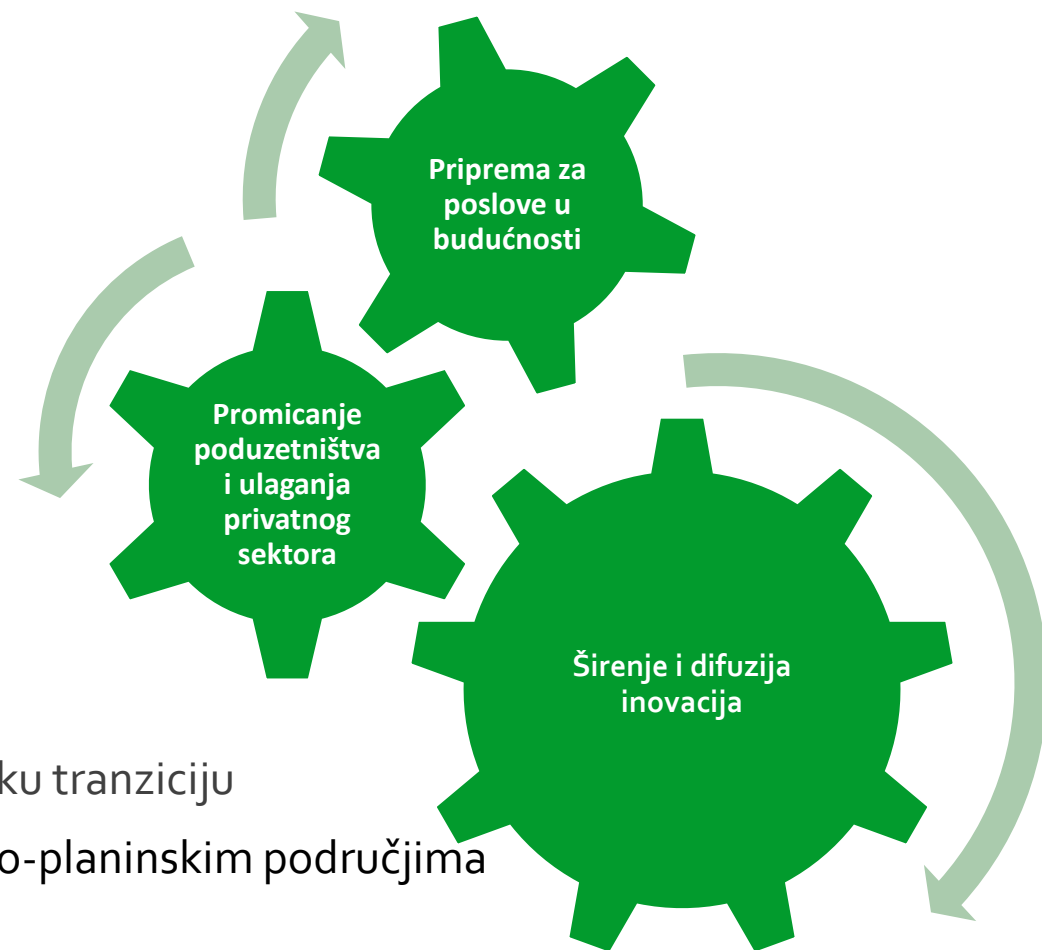 Priprema za
poslove u
budućnosti
Promicanje
poduzetništva
i ulaganja
privatnog
sektora
Širenje i difuzija
inovacija
ku tranziciju
o-planinskim područjima